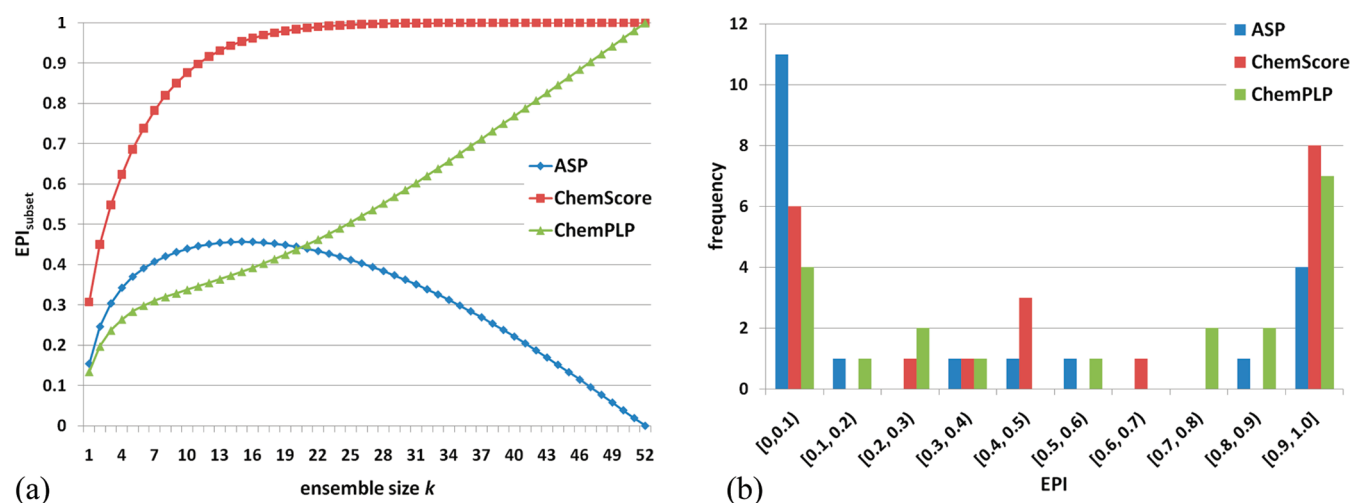 1
0.9
0.8
0.7
0.6
0.5
0.4
0.3
0.2
0.1
0
EPIsubset
ASP
ChemScore
ChemPLP
1 4 7 10 13 16 19 22 25 28 31 34 37 40 43 46 49 52
ensemble size k
(a)
12
10
8
6
4
2
0
frequency
ASP
ChemScore
ChemPLP
[0,0.1) [0.1, 0.2) [0.2, 0.3) [0.3, 0.4) [0.4, 0.5) [0.5, 0.6) [0.6, 0.7) [0.7, 0.8) [0.8, 0.9) [0.9, 1.0]
EPI
(b)